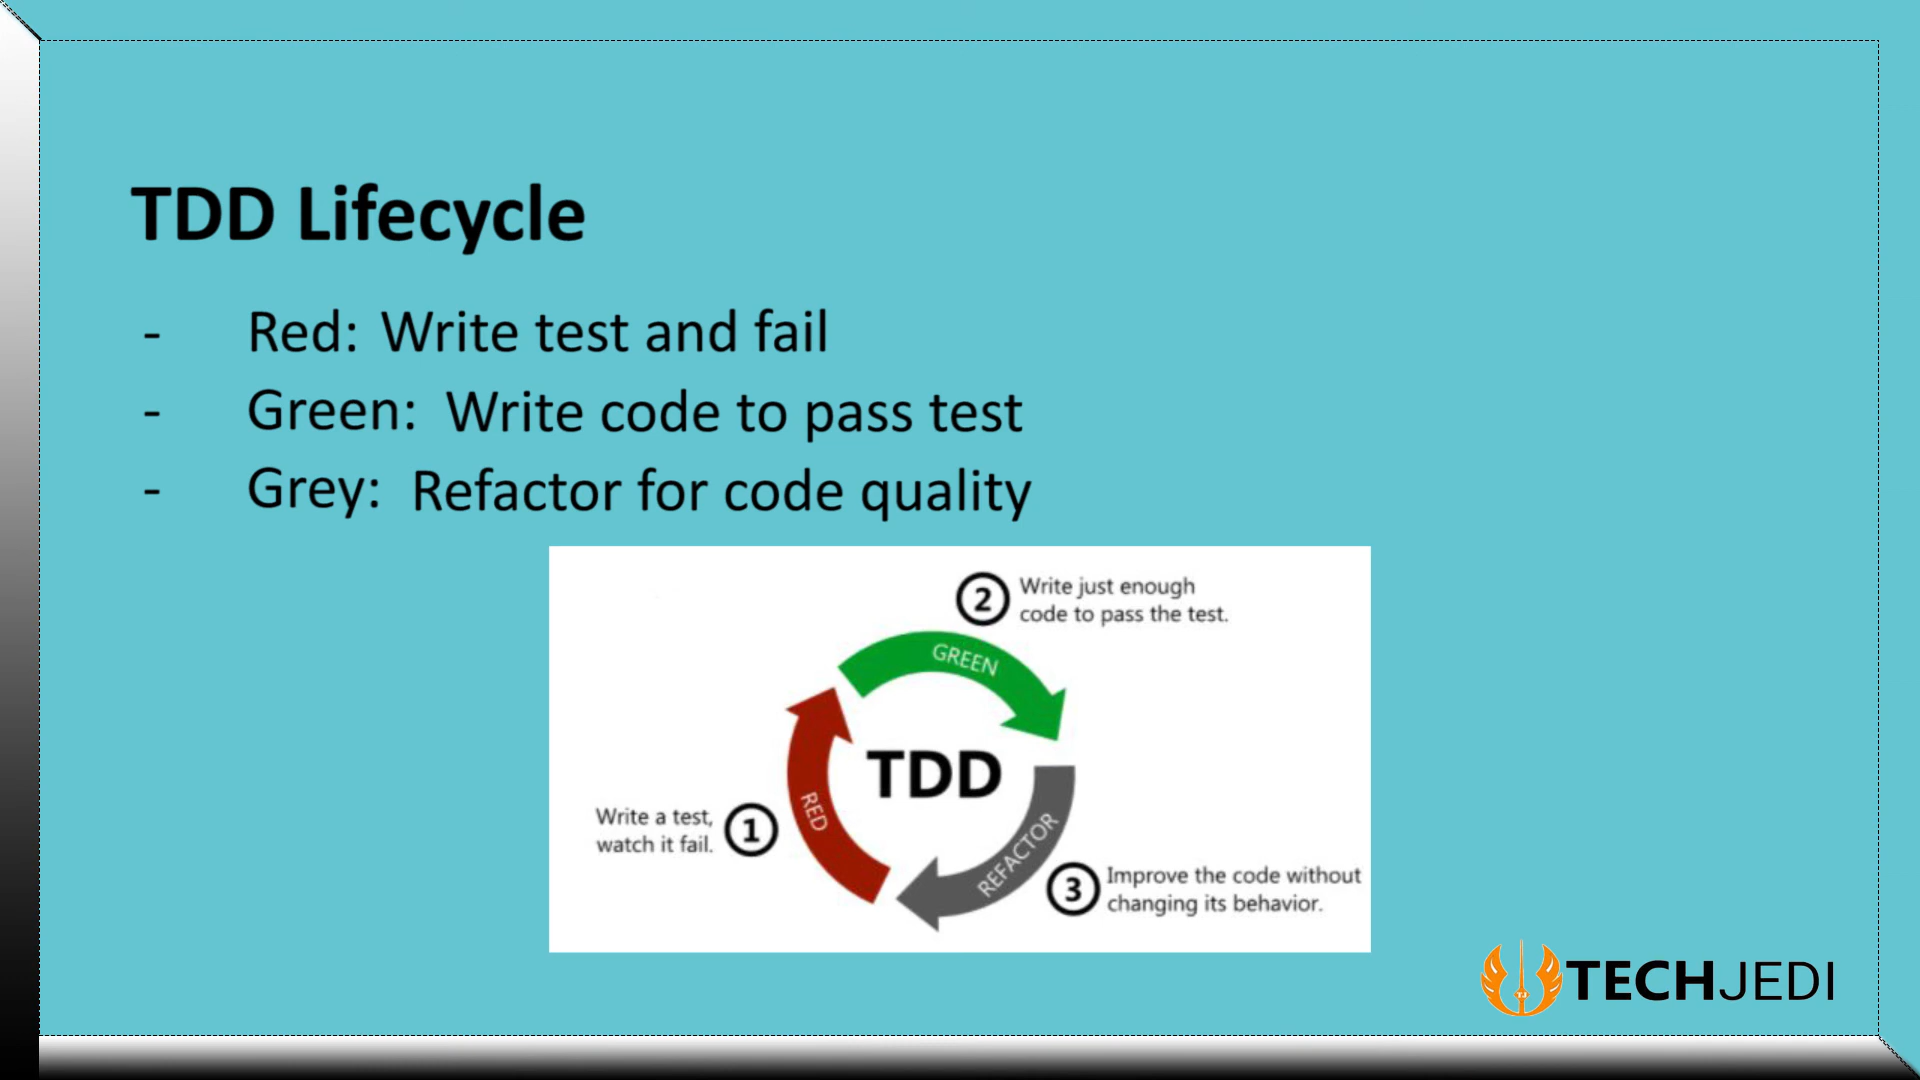 TDD Lifecycle
- Red: Write test and fail
- Green: Write code to pass test
- Grey: Refactor for code quality
2 Write just enough
code to pass the test.
GREEN
TDD
RED
Write a test, 1
watch it fail.
REFACTOR
3 Improve the code without
changing its behavior.
TECHJEDI